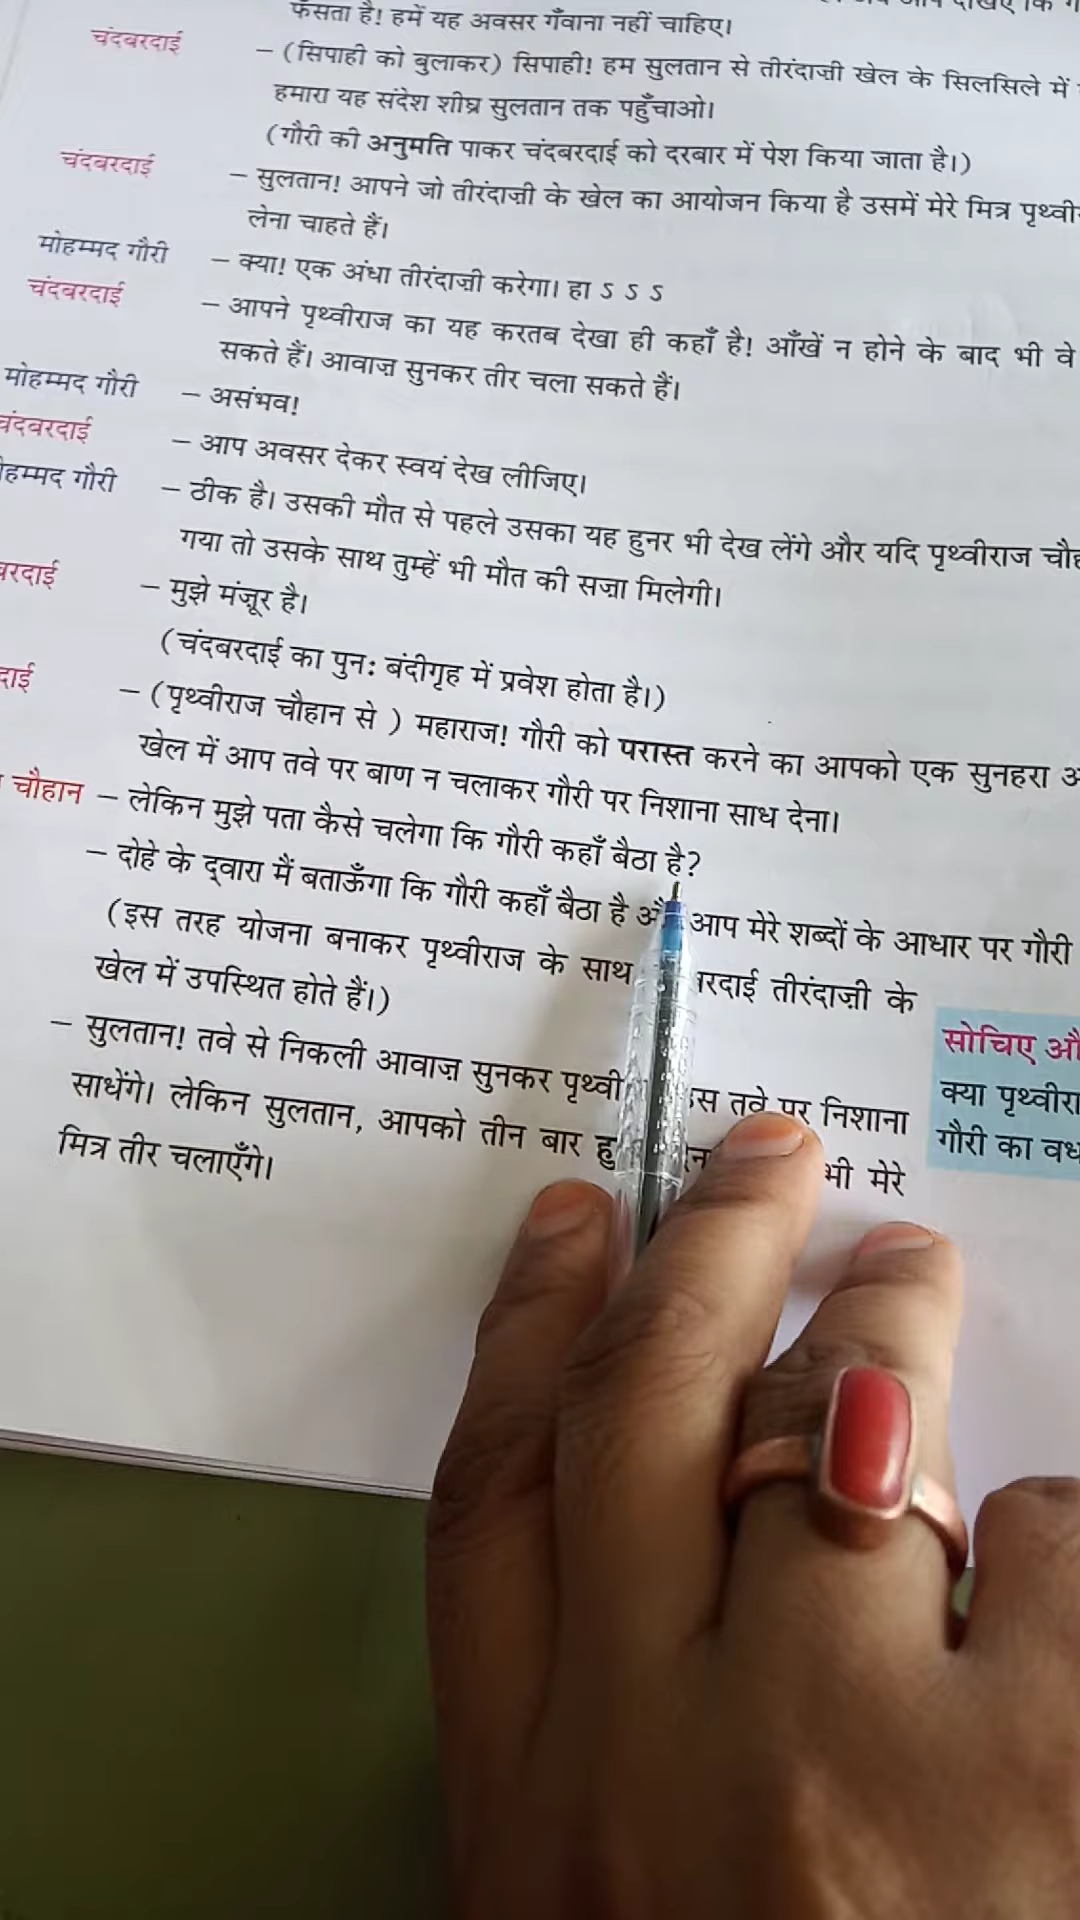 फँसता है! हमें यह अवसर गँवाना नहीं चाहिए।
चंदबरदाई – (सिपाही को बुलाकर) सिपाही! हम सुलतान से तीरंदाज़ी खेल के सिलसिले में
हमारा यह संदेश शीघ्र सुलतान तक पहुँचाओ।
(गौरी की अनुमति पाकर चंदबरदाई को दरबार में पेश किया जाता है।)
चंदबरदाई – सुलतान! आपने जो तीरंदाज़ी के खेल का आयोजन किया है उसमें मेरे मित्र
लेना चाहते हैं।
मोहम्मद गौरी – क्या! एक अंधा तीरंदाज़ी करेगा। हा ऽ ऽ ऽ
चंदबरदाई – आपने पृथ्वीराज का यह करतब देखा ही कहाँ है! आँखें न होने के बाद भी वे
सकते हैं। आवाज़ सुनकर तीर चला सकते हैं।
मोहम्मद गौरी – असंभव!
चंदबरदाई – आप अवसर देकर स्वयं देख लीजिए।
हम्मद गौरी – ठीक है। उसकी मौत से पहले उसका यह हुनर भी देख लेंगे और यदि पृथ्वीराज
गया तो उसके साथ तुम्हें भी मौत की सज़ा मिलेगी।
बरदाई – मुझे मंज़ूर है।
(चंदबरदाई का पुनः बंदीगृह में प्रवेश होता है।)
दाई – (पृथ्वीराज चौहान से ) महाराज! गौरी को परास्त करने का आपको एक सुनहरा
खेल में आप तवे पर बाण न चलाकर गौरी पर निशाना साध देना।
चौहान – लेकिन मुझे पता कैसे चलेगा कि गौरी कहाँ बैठा है?
– दोहे के द्वारा मैं बताऊँगा कि गौरी कहाँ बैठा है आप मेरे शब्दों के आधार पर गौरी
(इस तरह योजना बनाकर पृथ्वीराज के साथ रदाई तीरंदाज़ी के
खेल में उपस्थित होते हैं।)
– सुलतान! तवे से निकली आवाज़ सुनकर पृथ्वी तवे पर निशाना
साधेंगे। लेकिन सुलतान, आपको तीन बार भी मेरे
मित्र तीर चलाएँगे।
सोचिए
क्या
गौरी का वध